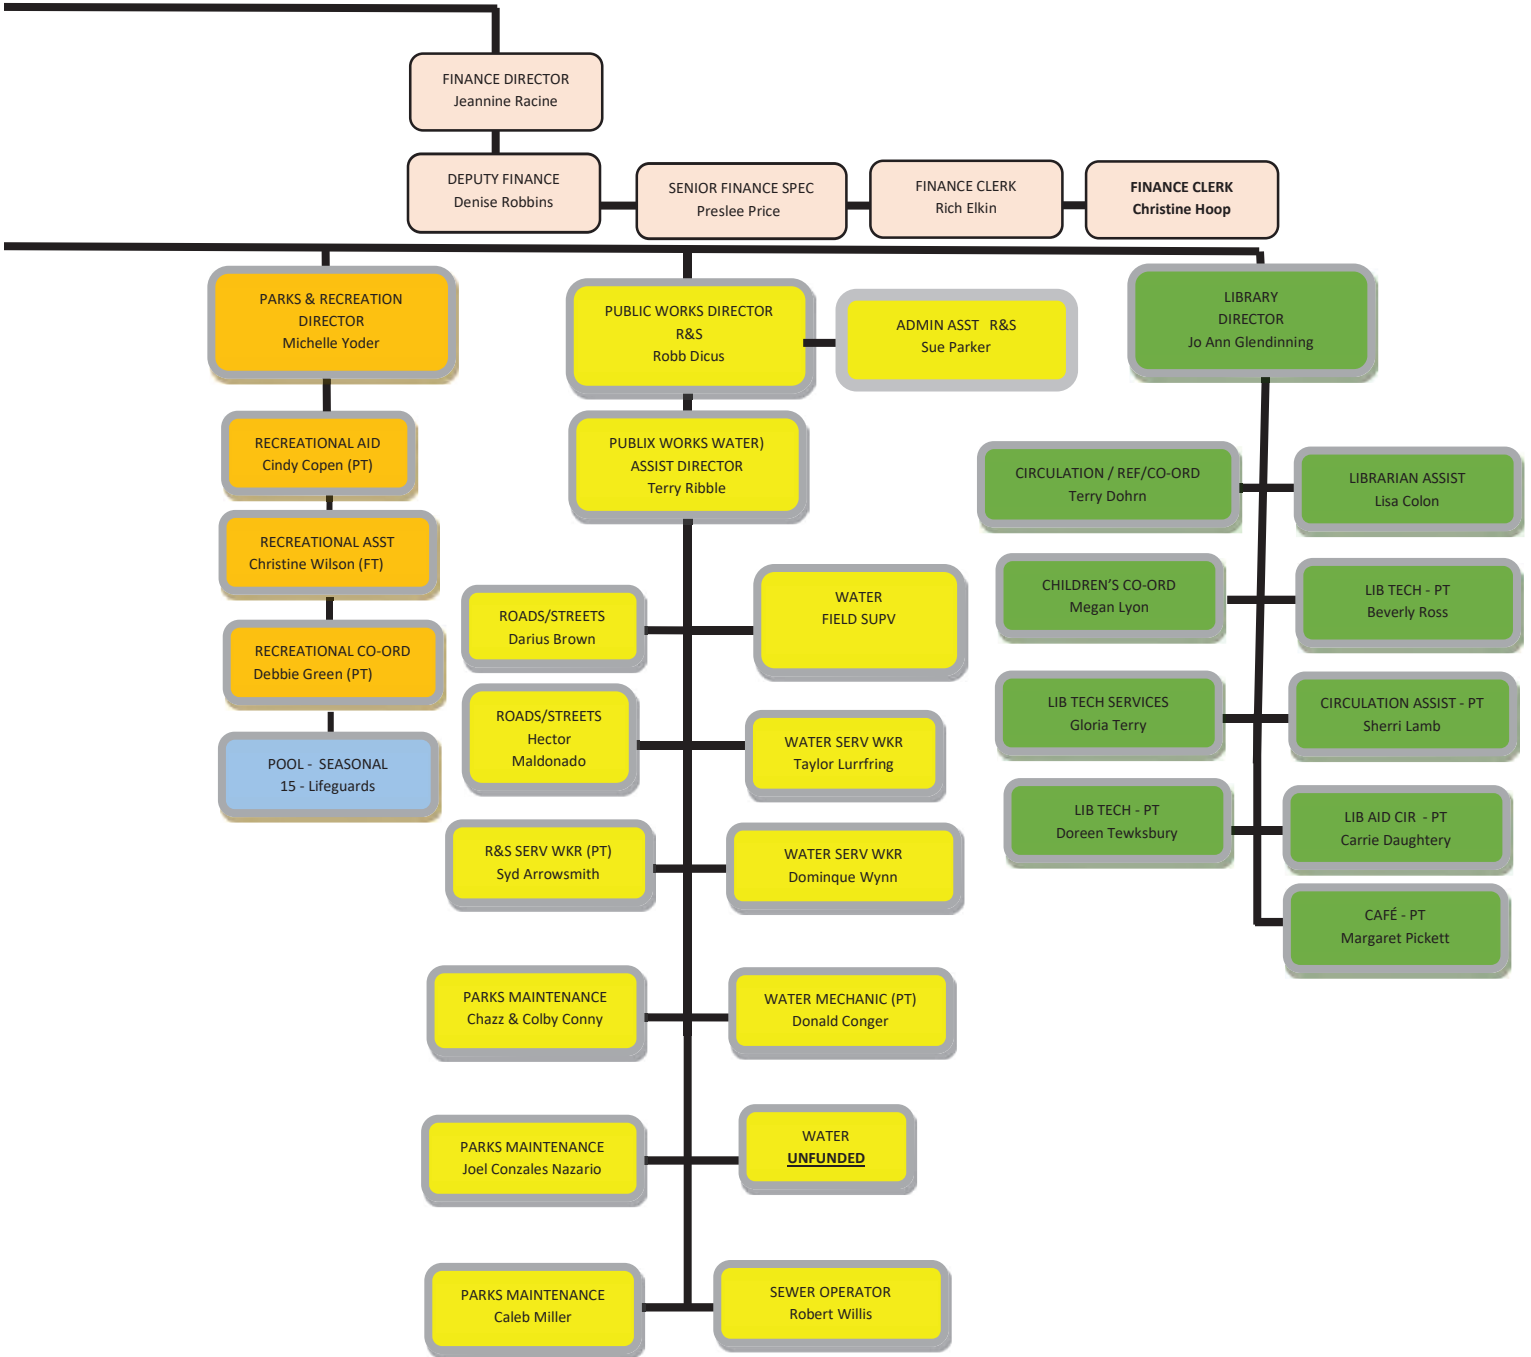 FINANCE DIRECTOR
Jeannine Racine
DEPUTY FINANCE
Denise Robbins
SENIOR FINANCE SPEC
Preslee Price
FINANCE CLERK
Rich Elkin
FINANCE CLERK
Christine Hoop
PARKS & RECREATION
DIRECTOR
Michelle Yoder
PUBLIC WORKS DIRECTOR
R&S
Robb Dicus
ADMIN ASST R&S
Sue Parker
LIBRARY
DIRECTOR
Jo Ann Glendinning
RECREATIONAL AID
Cindy Copen (PT)
RECREATIONAL ASST
Christine Wilson (FT)
RECREATIONAL CO-ORD
Debbie Green (PT)
POOL - SEASONAL
15 - Lifeguards
PUBLIX WORKS WATER)
ASSIST DIRECTOR
Terry Ribble
ROADS/STREETS
Darius Brown
WATER
FIELD SUPV
ROADS/STREETS
Hector
Maldonado
WATER SERV WKR
Taylor Lurrfring
R&S SERV WKR (PT)
Syd Arrowsmith
WATER SERV WKR
Dominque Wynn
PARKS MAINTENANCE
Chazz & Colby Conny
WATER MECHANIC (PT)
Donald Conger
PARKS MAINTENANCE
Joel Conzales Nazario
WATER
UNFUNDED
PARKS MAINTENANCE
Caleb Miller
SEWER OPERATOR
Robert Willis
CIRCULATION / REF/CO-ORD
Terry Dohrn
LIBRARIAN ASSIST
Lisa Colon
CHILDREN'S CO-ORD
Megan Lyon
LIB TECH - PT
Beverly Ross
LIB TECH SERVICES
Gloria Terry
CIRCULATION ASSIST - PT
Sherri Lamb
LIB TECH - PT
Doreen Tewksbury
LIB AID CIR - PT
Carrie Daughtery
CAFÉ - PT
Margaret Pickett